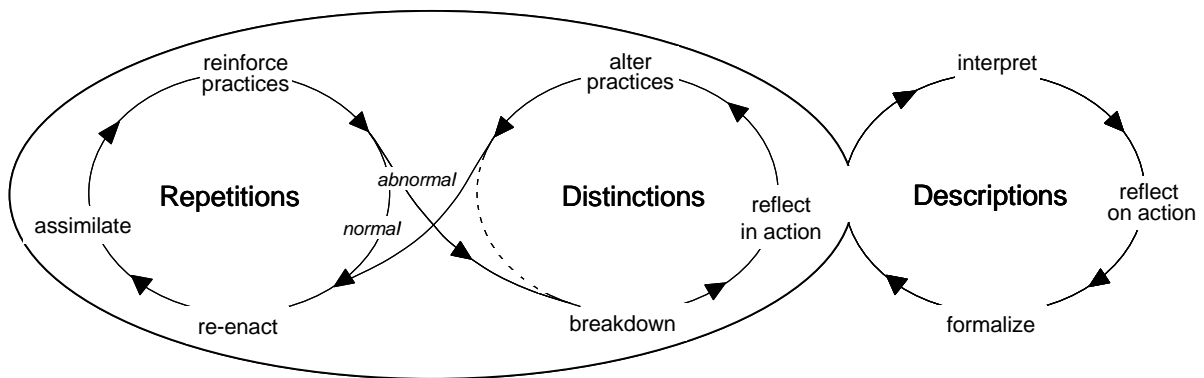 reinforce
practices
alter
practices
interpret
abnormal
Repetitions
Distinctions
Descriptions
assimilate
normal
reflect
in action
reflect
on action
re-enact
breakdown
formalize